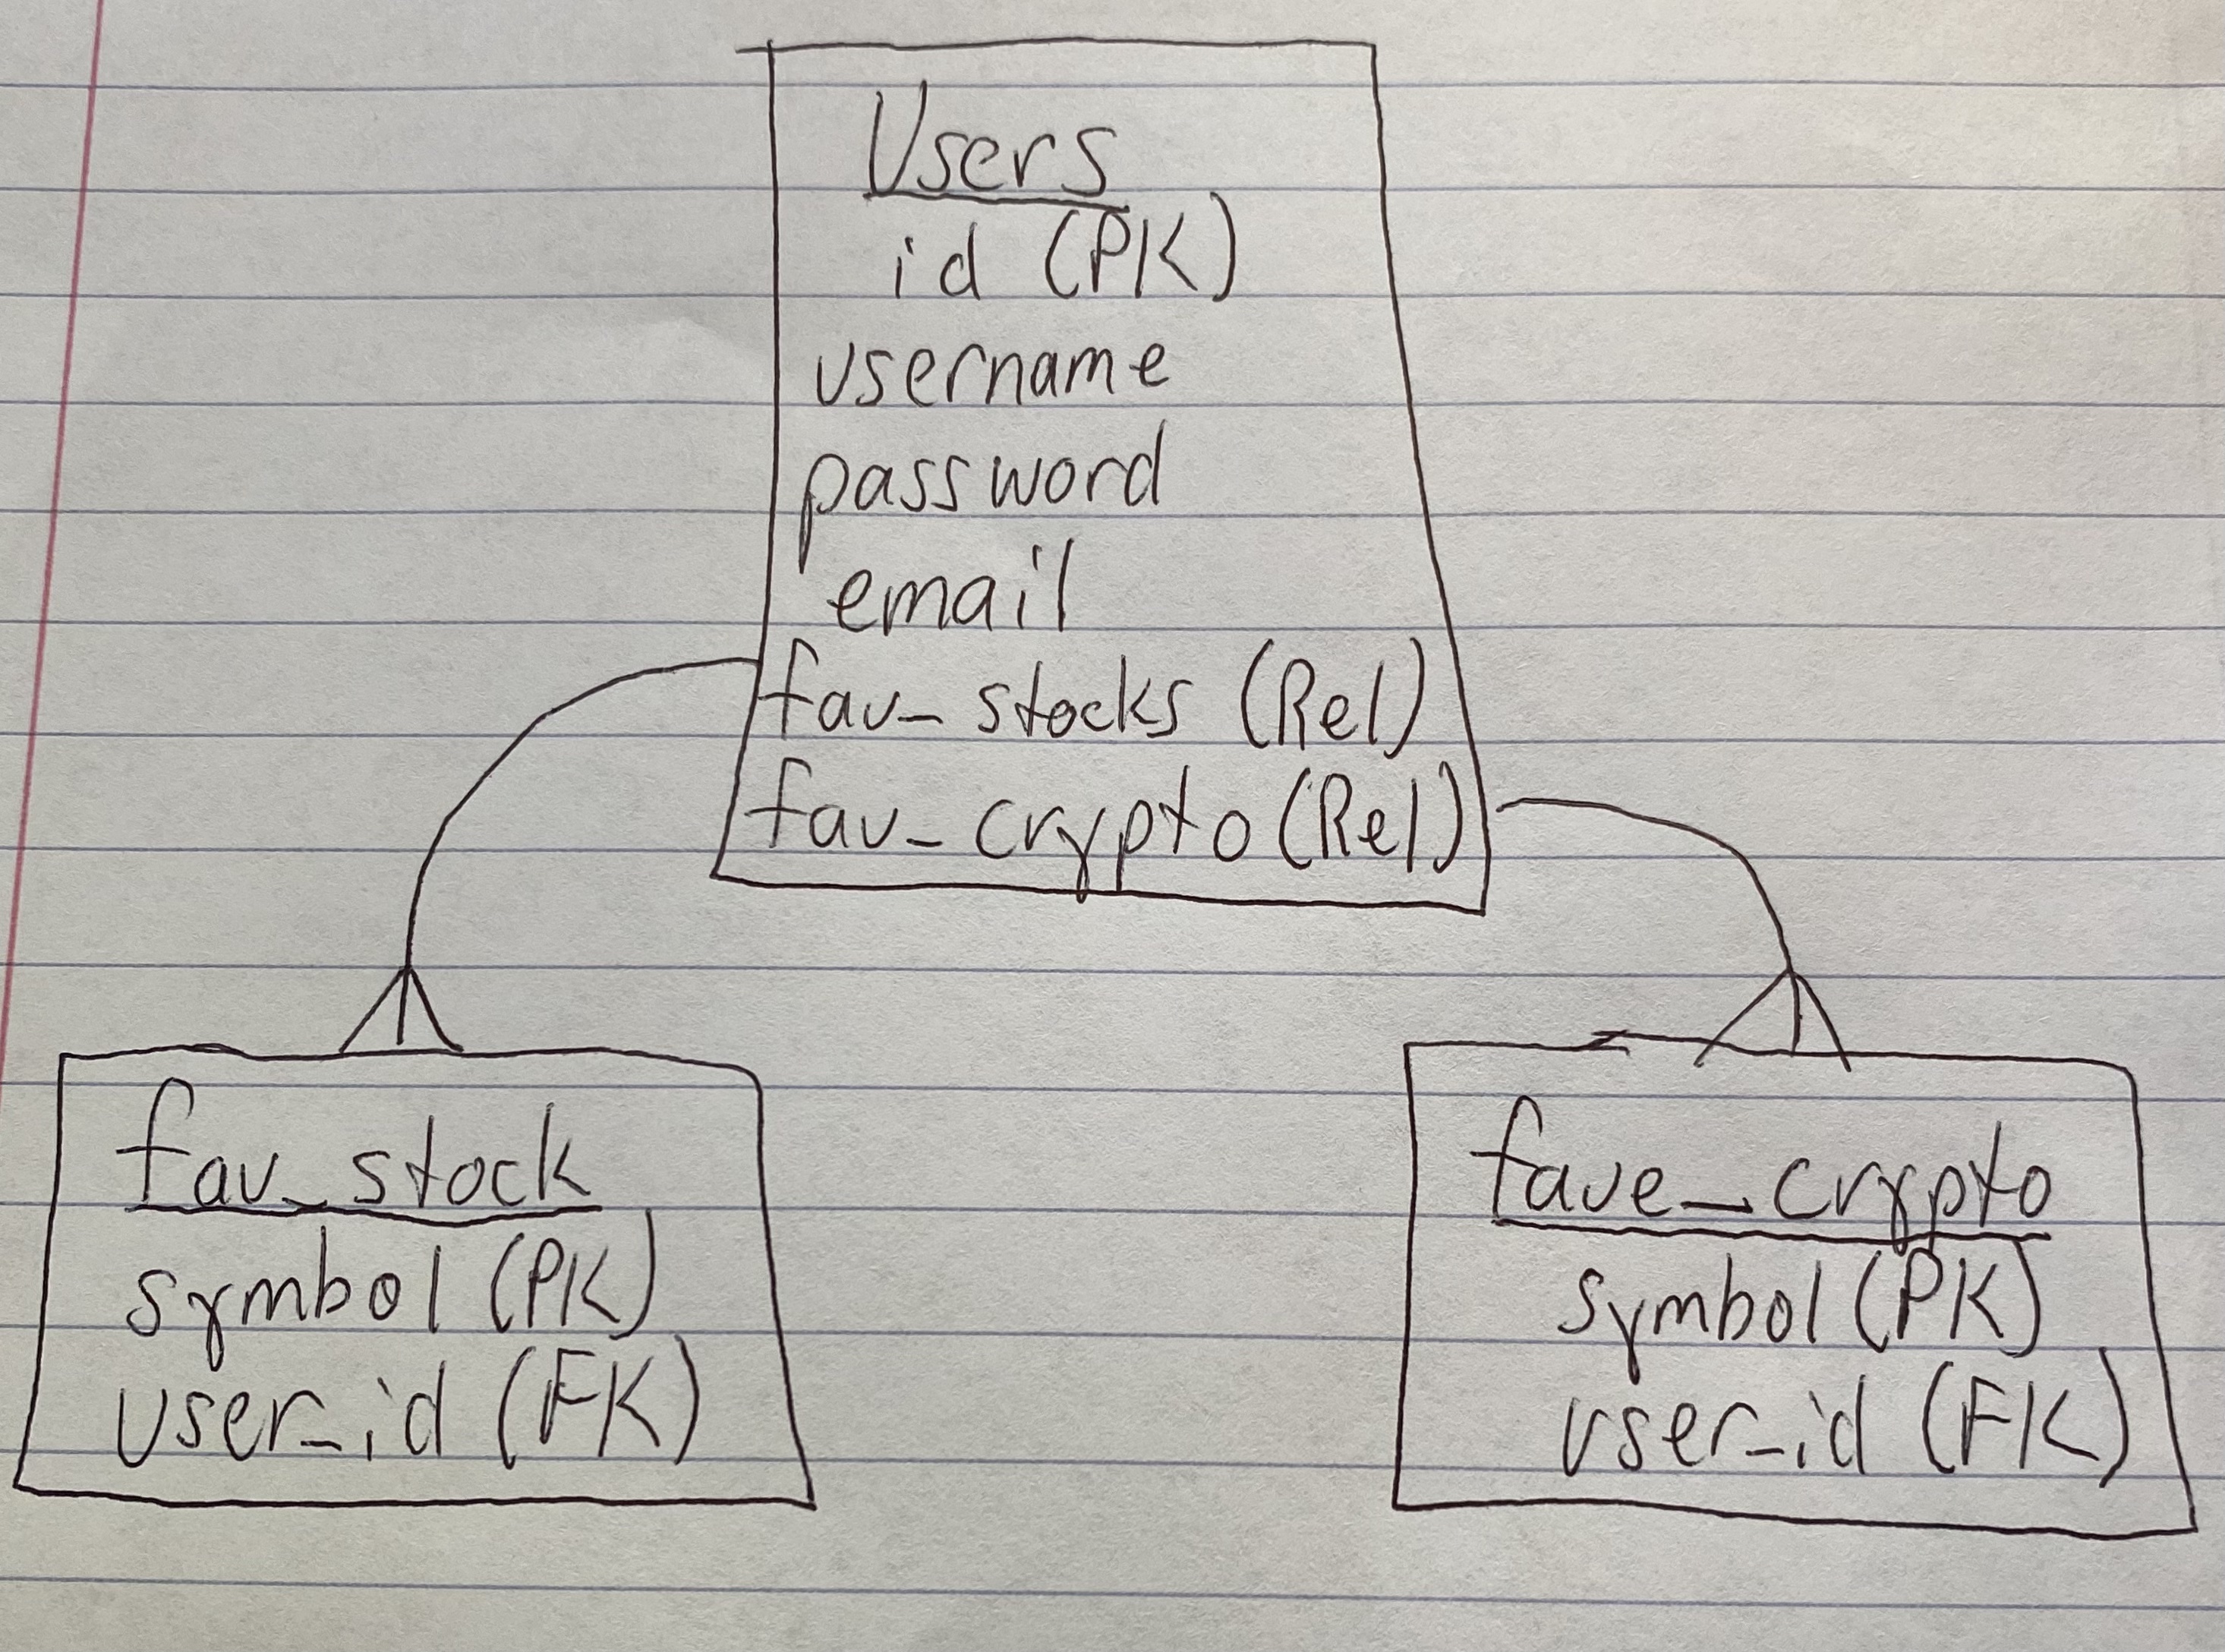 Users
id (PK)
username
password
email
fav_stocks (Rel)
fav_crypto (Rel)
fav_stock
symbol (PK)
user_id (FK)
fave_crypto
symbol (PK)
user_id (FK)